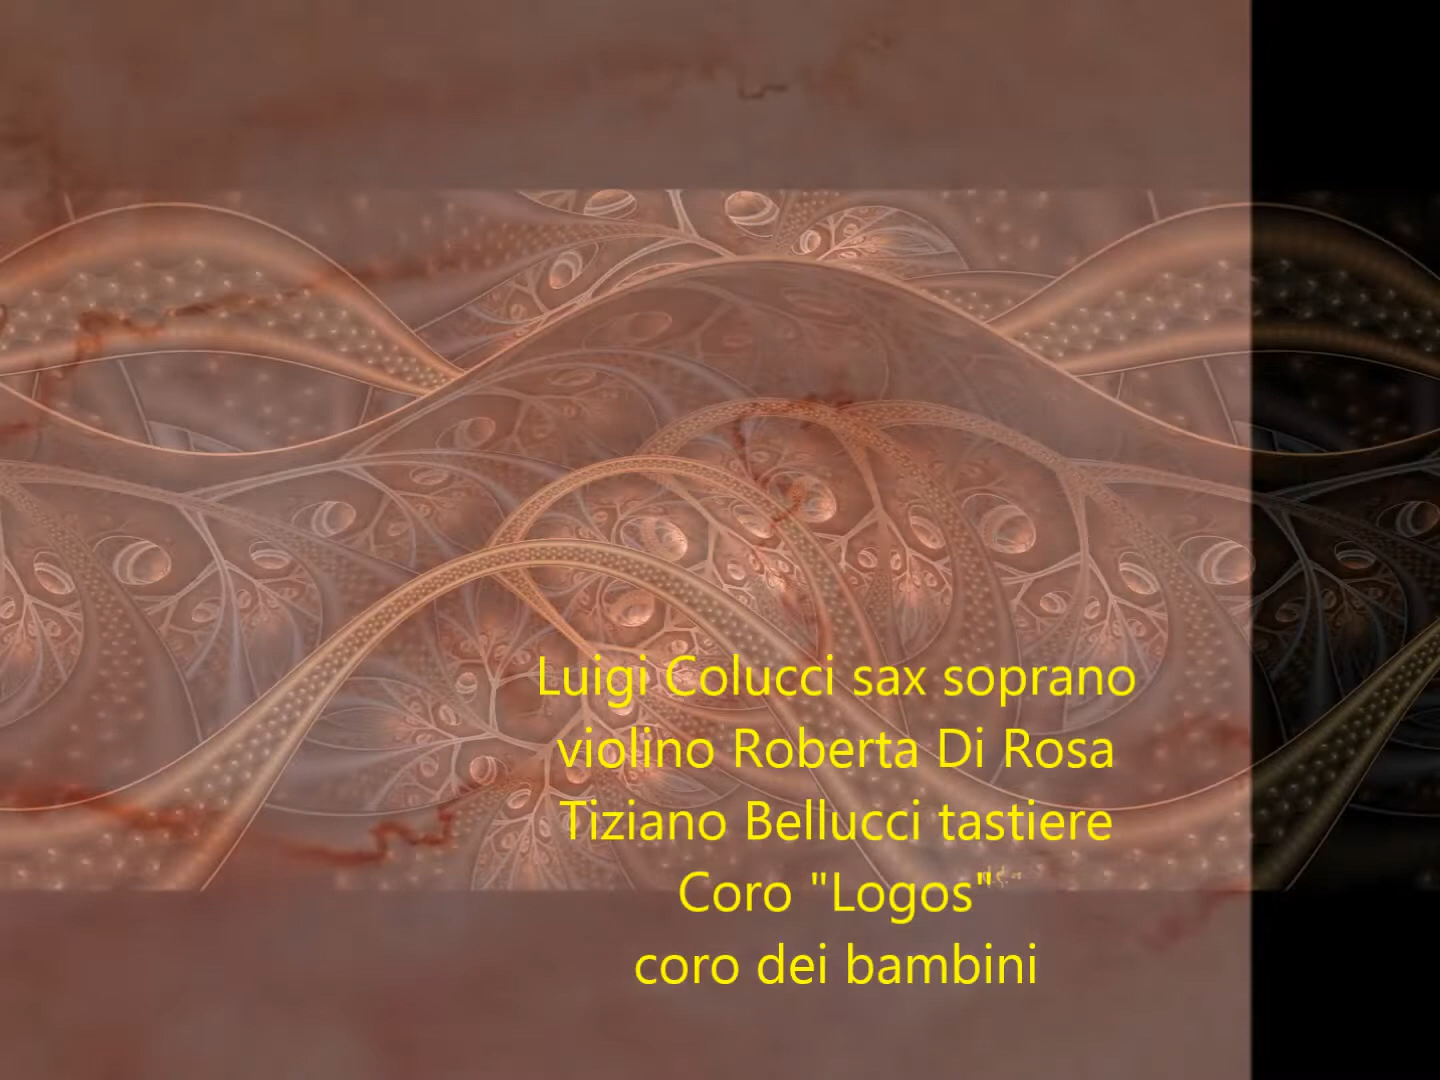 Luigi Colucci sax soprano
violino Roberta Di Rosa
Tiziano Bellucci tastiere
Coro "Logos"
coro dei bambini